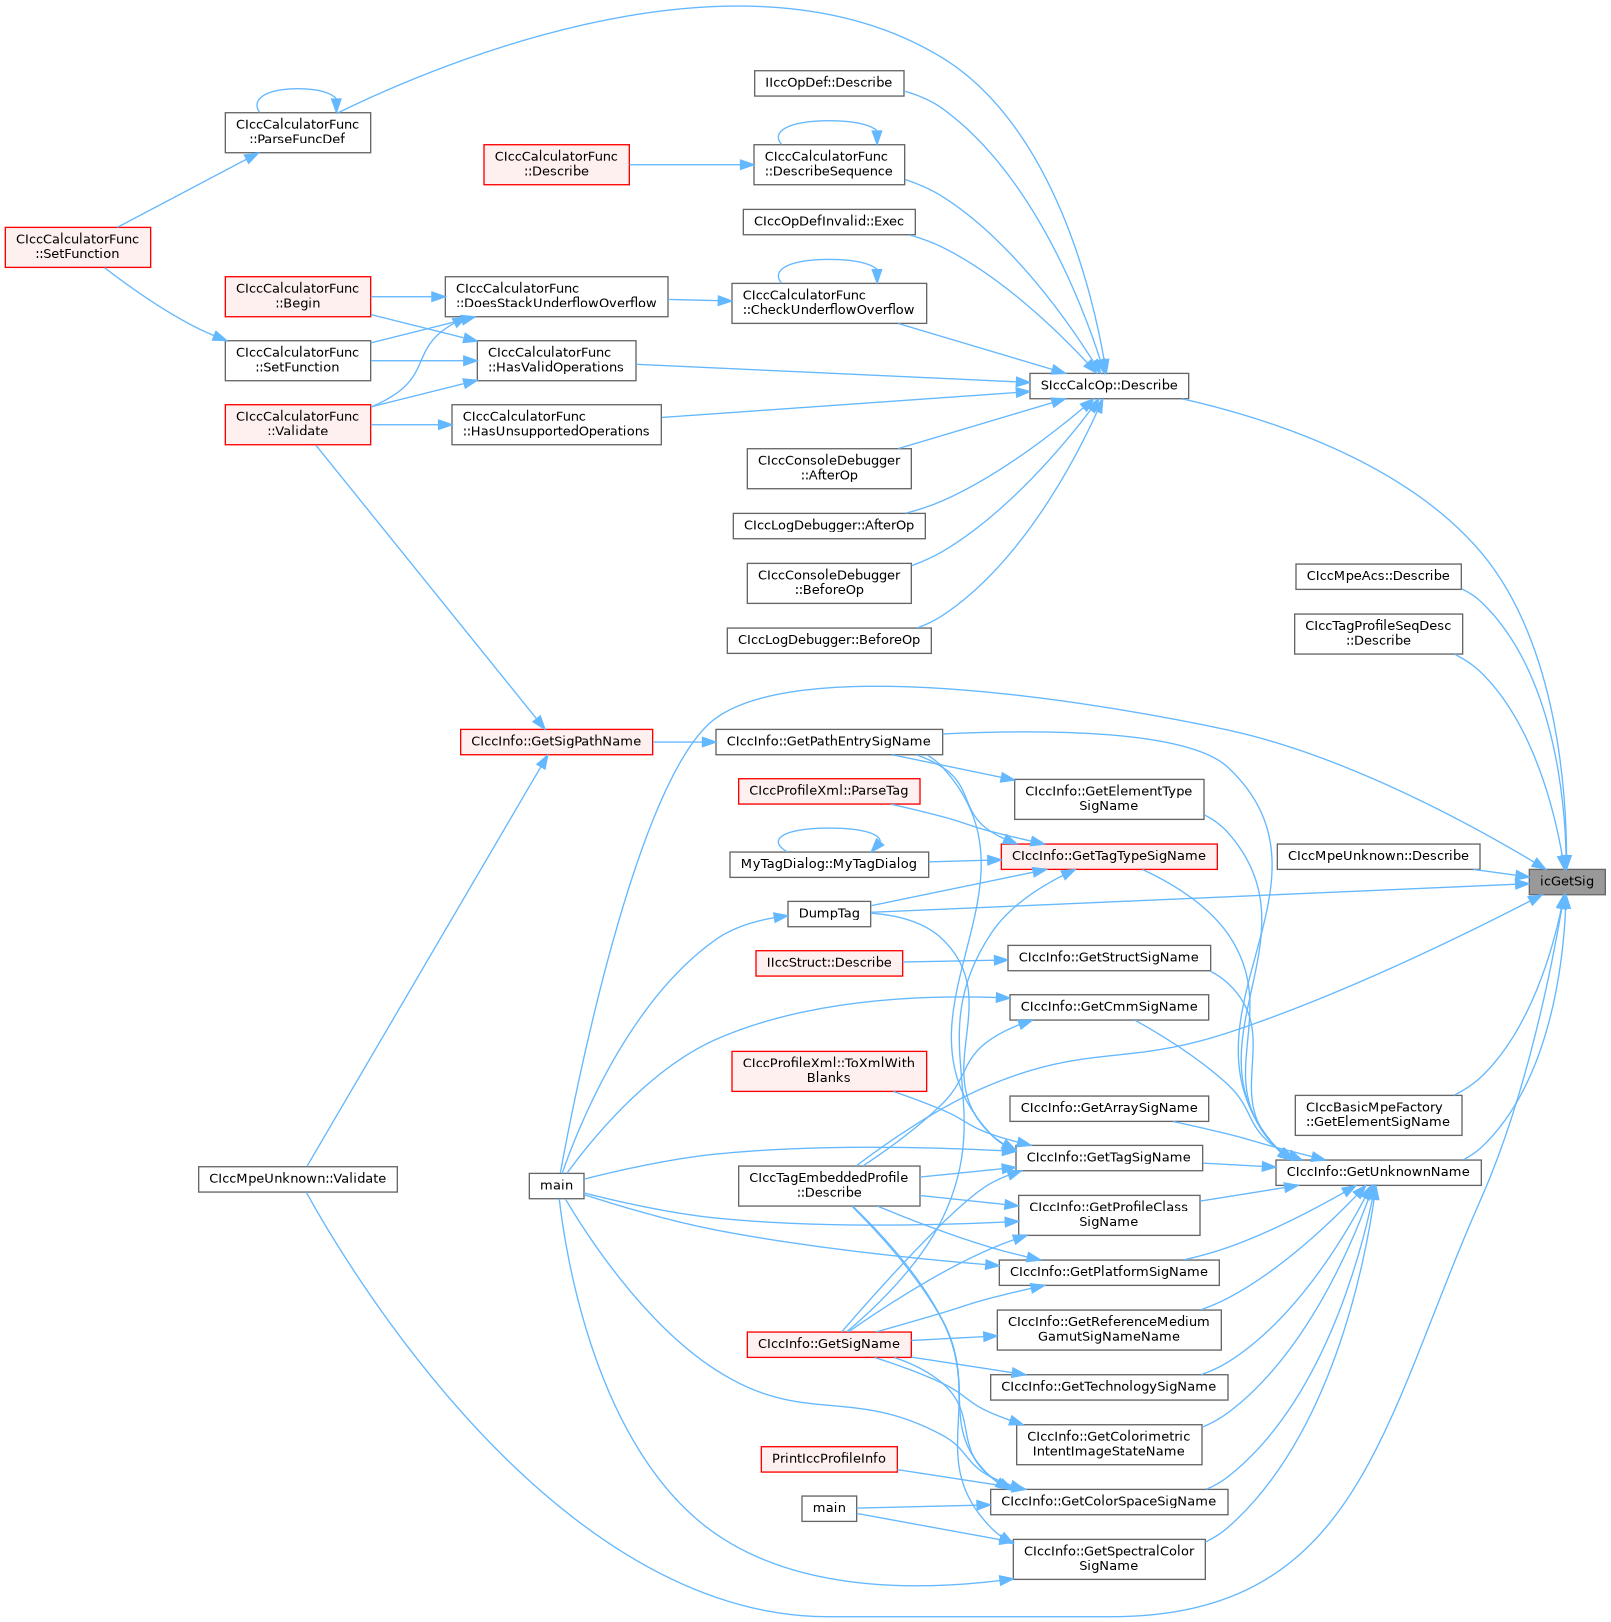 IIccOpDef::Describe
CIccCalculatorFunc
::ParseFuncDef
CIccCalculatorFunc
::Describe
CIccCalculatorFunc
::DescribeSequence
CIccOpDefInvalid::Exec
CIccCalculatorFunc
::SetFunction
CIccCalculatorFunc
::Begin
CIccCalculatorFunc
::DoesStackUnderflowOverflow
CIccCalculatorFunc
::CheckUnderflowOverflow
CIccCalculatorFunc
::SetFunction
CIccCalculatorFunc
::HasValidOperations
SIccCalcOp::Describe
CIccCalculatorFunc
::Validate
CIccCalculatorFunc
::HasUnsupportedOperations
CIccConsoleDebugger
::AfterOp
CIccLogDebugger::AfterOp
CIccConsoleDebugger
::BeforeOp
CIccLogDebugger::BeforeOp
CIccMpeAcs::Describe
CIccTagProfileSeqDesc
::Describe
CIccInfo::GetSigPathName
CIccInfo::GetPathEntrySigName
CIccProfileXml::ParseTag
CIccInfo::GetElementType
SigName
MyTagDialog::MyTagDialog
CIccInfo::GetTagTypeSigName
CIccMpeUnknown::Describe
icGetSig
DumpTag
IIccStruct::Describe
CIccInfo::GetStructSigName
CIccInfo::GetCmmSigName
CIccProfileXml::ToXmlWith
Blanks
CIccInfo::GetArraySigName
CIccBasicMpeFactory
::GetElementSigName
CIccMpeUnknown::Validate
main
CIccTagEmbeddedProfile
::Describe
CIccInfo::GetTagSigName
CIccInfo::GetUnknownName
CIccInfo::GetProfileClass
SigName
CIccInfo::GetPlatformSigName
CIccInfo::GetReferenceMedium
GamutSigNameName
CIccInfo::GetSigName
CIccInfo::GetTechnologySigName
CIccInfo::GetColorimetric
IntentImageStateName
PrintIccProfileInfo
CIccInfo::GetColorSpaceSigName
main
CIccInfo::GetSpectralColor
SigName